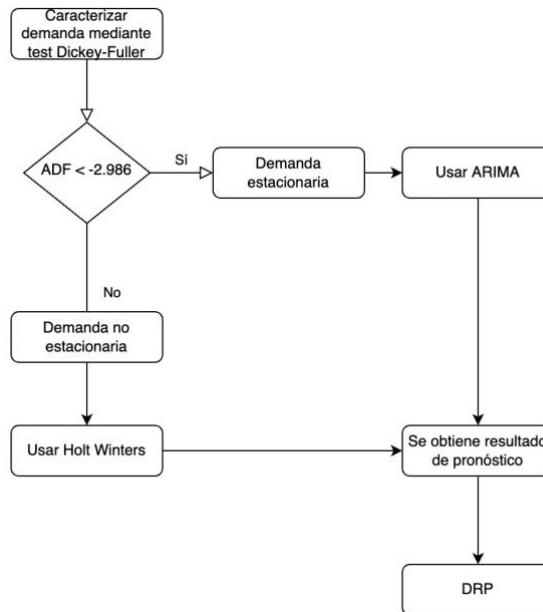 Caracterizar
demanda mediante
test Dickey-Fuller
ADF < -2.986
Sí
Demanda
estacionaria
Usar ARIMA
No
Demanda no
estacionaria
Usar Holt Winters
Se obtiene resultado
de pronóstico
DRP